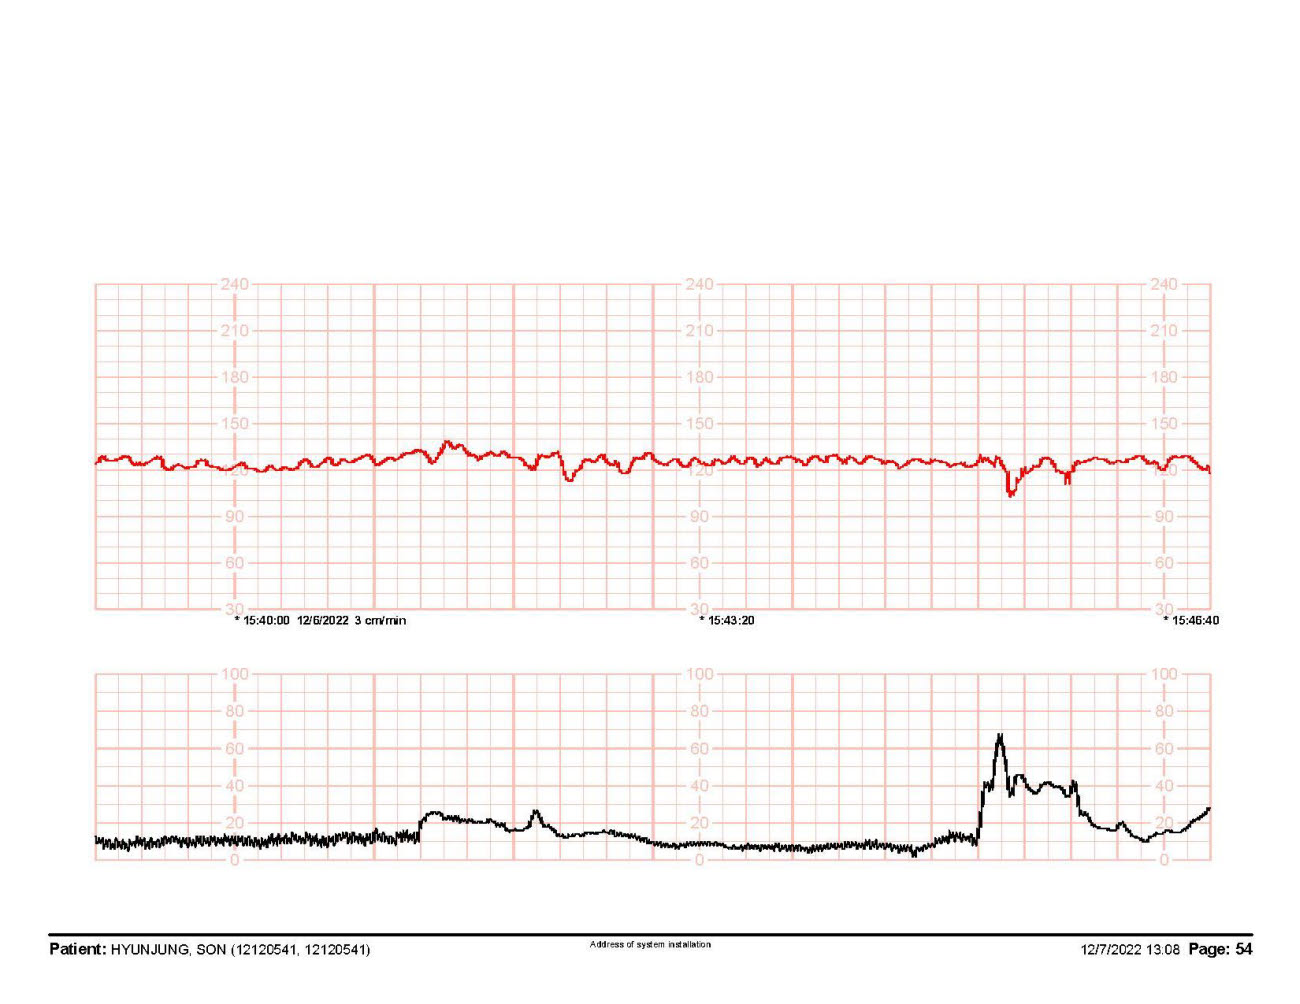 240 240 240
210 210 210
180 180 180
150 150 150
120 120 120
90 90 90
60 60 60
30 30 30
* 15:40:00 12/6/2022 3 cm/min * 15:43:20 * 15:46:40
100 100 100
80 80 80
60 60 60
40 40 40
20 20 20
0 0 0
Patient: HYUNJUNG, SON (12120541, 12120541) Address of system installation 12/7/2022 13:08 Page: 54